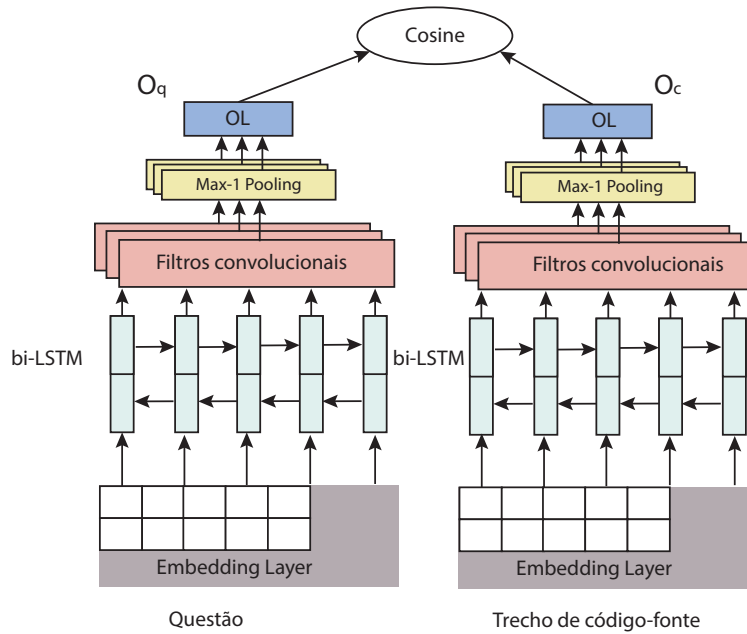 Cosine
Oq
Oc
OL
OL
Max-1 Pooling
Max-1 Pooling
Filtros convolucionais
Filtros convolucionais
bi-LSTM
bi-LSTM
Embedding Layer
Embedding Layer
Questão
Trecho de código-fonte